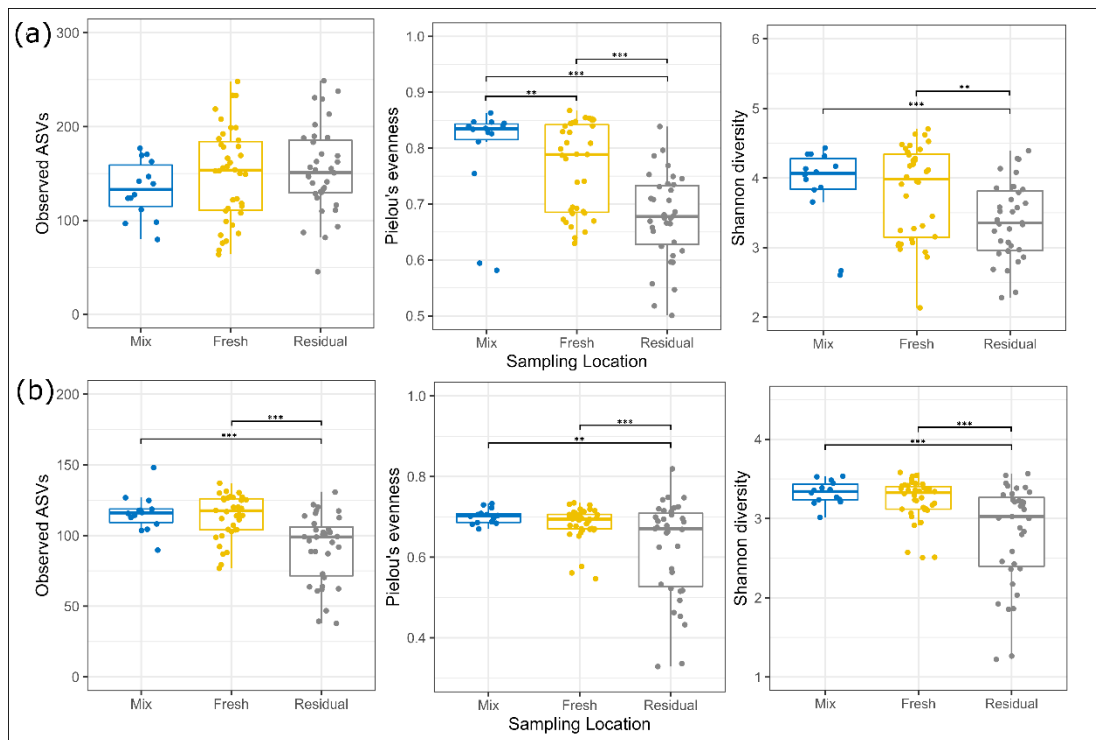 (a)
Observed ASVs
300
200
100
0
Mix
Fresh
Residual
Pielou's evenness
1.0
0.9
0.8
0.7
0.6
0.5
***
***
**
Mix
Fresh
Residual
Sampling Location
Shannon diversity
6
5
4
3
2
**
***
Mix
Fresh
Residual
(b)
Observed ASVs
200
150
100
50
0
***
***
Mix
Fresh
Residual
Pielou's evenness
1.0
0.8
0.6
0.4
***
**
Mix
Fresh
Residual
Sampling Location
Shannon diversity
4
3
2
1
***
***
Mix
Fresh
Residual